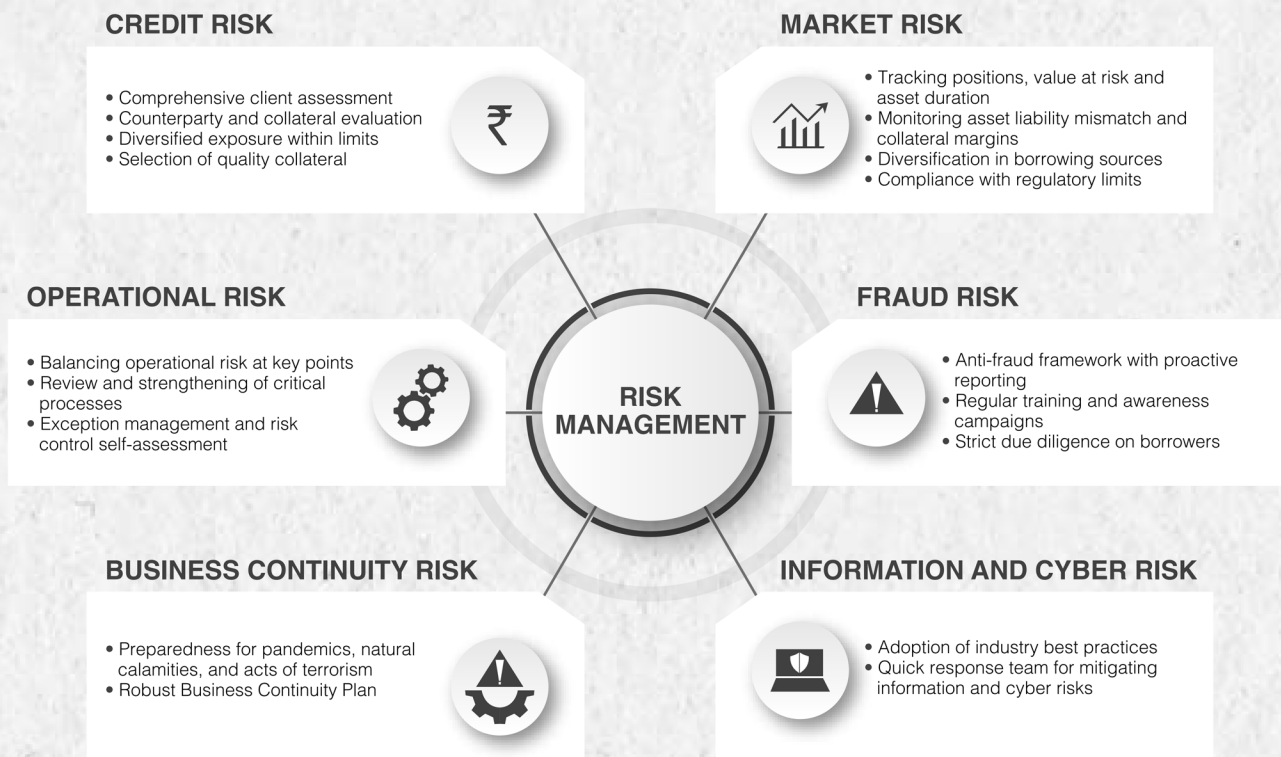 CREDIT RISK
• Comprehensive client assessment
• Counterparty and collateral evaluation
• Diversified exposure within limits
• Selection of quality collateral
₹
MARKET RISK
• Tracking positions, value at risk and
asset duration
• Monitoring asset liability mismatch and
collateral margins
• Diversification in borrowing sources
• Compliance with regulatory limits
OPERATIONAL RISK
• Balancing operational risk at key points
• Review and strengthening of critical
processes
• Exception management and risk
control self-assessment
RISK
MANAGEMENT
FRAUD RISK
• Anti-fraud framework with proactive
reporting
• Regular training and awareness
campaigns
• Strict due diligence on borrowers
BUSINESS CONTINUITY RISK
• Preparedness for pandemics, natural
calamities, and acts of terrorism
• Robust Business Continuity Plan
INFORMATION AND CYBER RISK
• Adoption of industry best practices
• Quick response team for mitigating
information and cyber risks